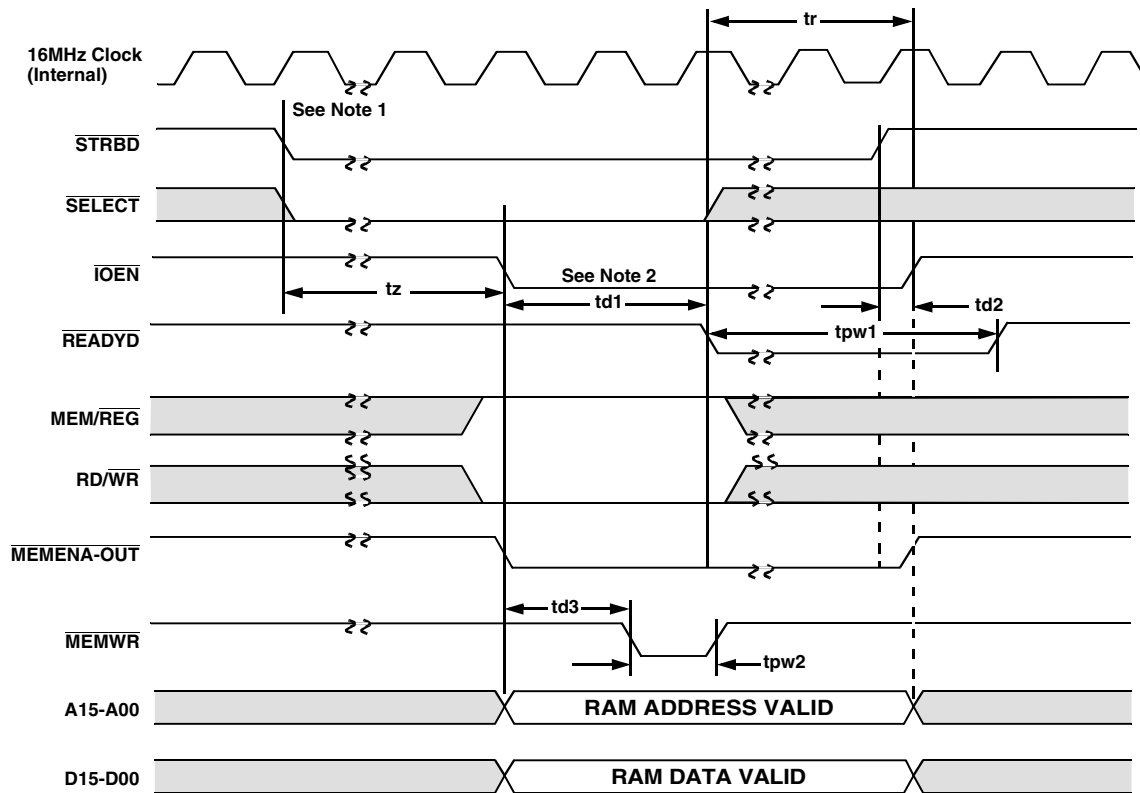 tr
16MHz Clock
(Internal)
See Note 1
STRBD
SELECT
IOEN
See Note 2
tz
td1
td2
READYD
tpw1
MEM/REG
RD/WR
MEMENA-OUT
td3
MEMWR
tpw2
A15-A00
RAM ADDRESS VALID
D15-D00
RAM DATA VALID